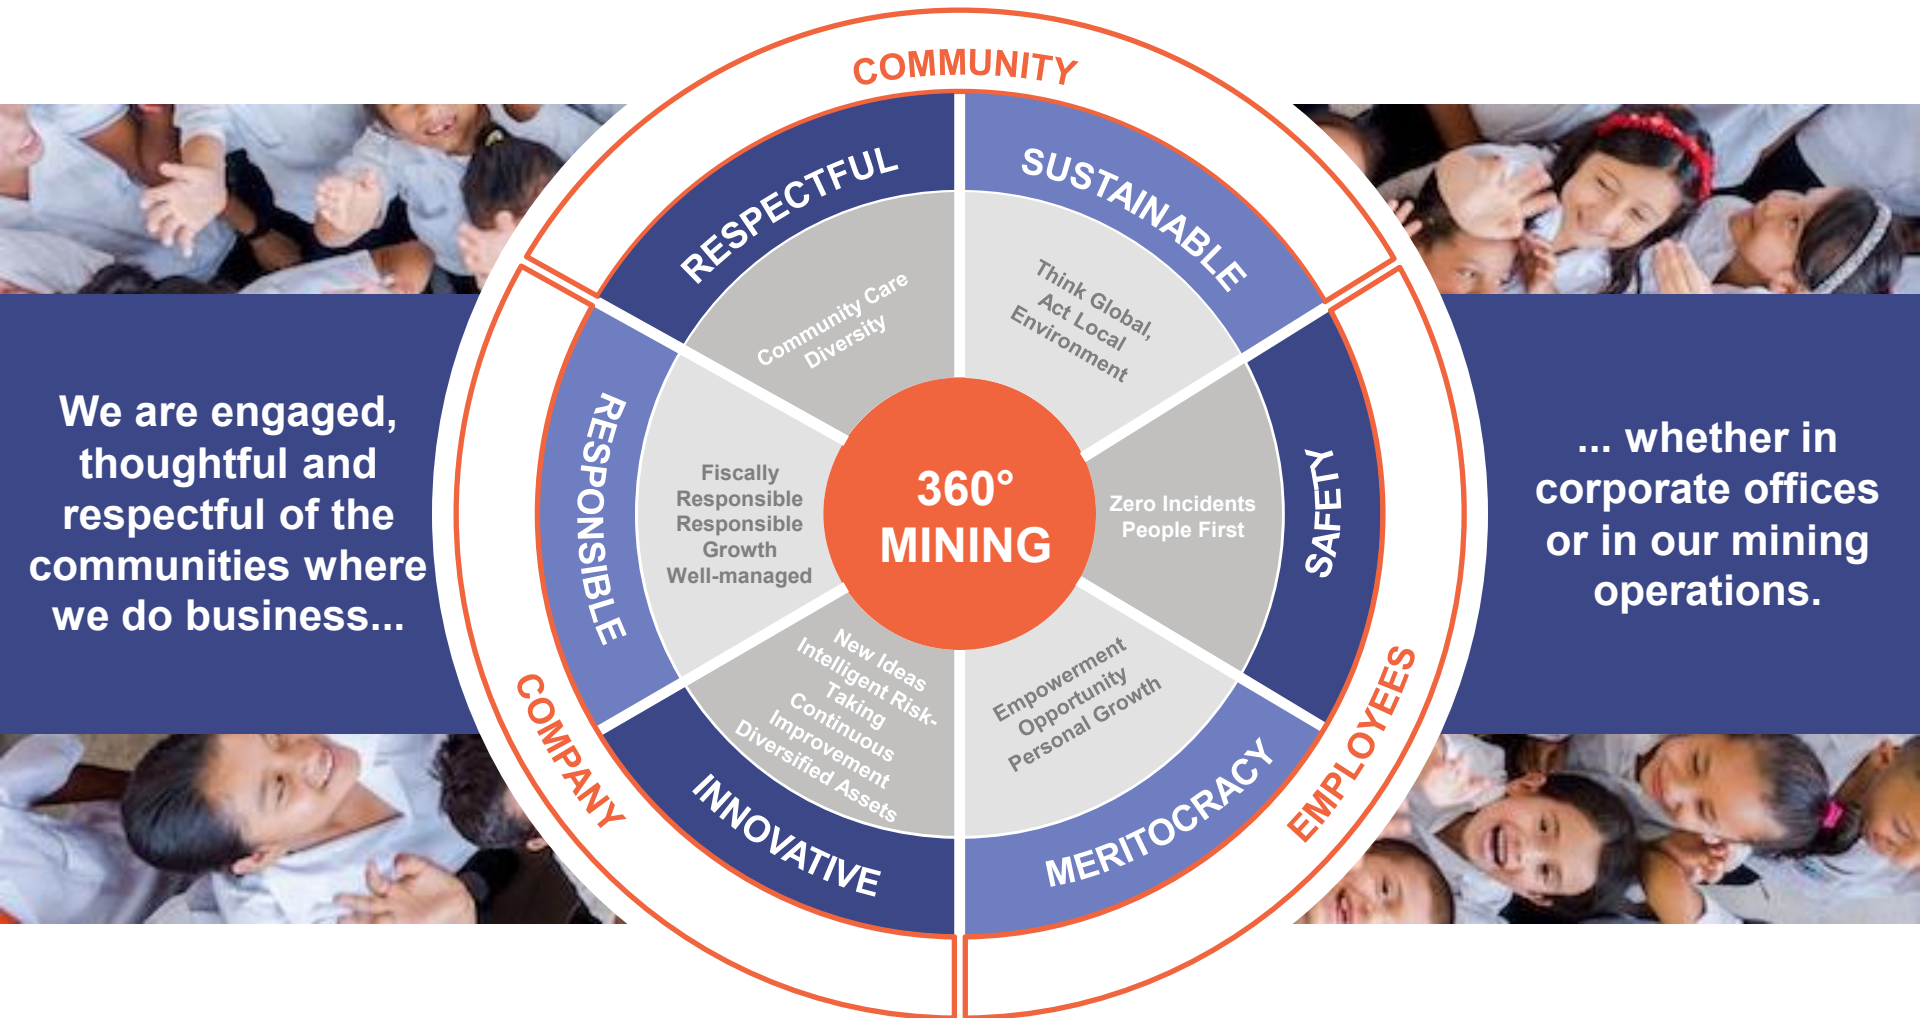 COMMUNITY
RESPECTFUL
SUSTAINABLE
Community Care
Diversity
Think Global,
Act Local
Environment
We are engaged,
thoughtful and
respectful of the
communities where
we do business...
RESPONSIBLE
Fiscally
Responsible
Responsible
Growth
Well-managed
360°
MINING
Zero Incidents
People First
SAFETY
... whether in
corporate offices
or in our mining
operations.
COMPANY
INNOVATIVE
New Ideas
Intelligent Risk-
Taking
Continuous
Improvement
Diversified Assets
Empowerment
Opportunity
Personal Growth
MERITOCRACY
EMPLOYEES